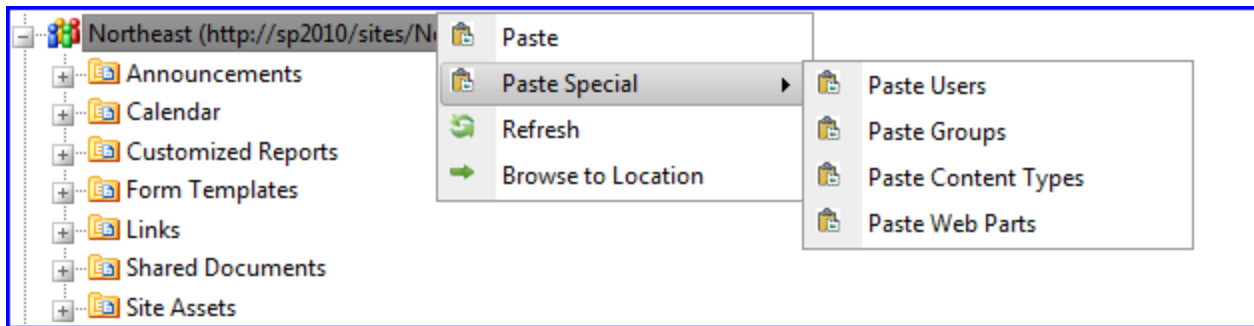 Northeast (http://sp2010/sites/N
Announcements
Calendar
Customized Reports
Form Templates
Links
Shared Documents
Site Assets
Paste
Paste Special
Refresh
Browse to Location
Paste Users
Paste Groups
Paste Content Types
Paste Web Parts